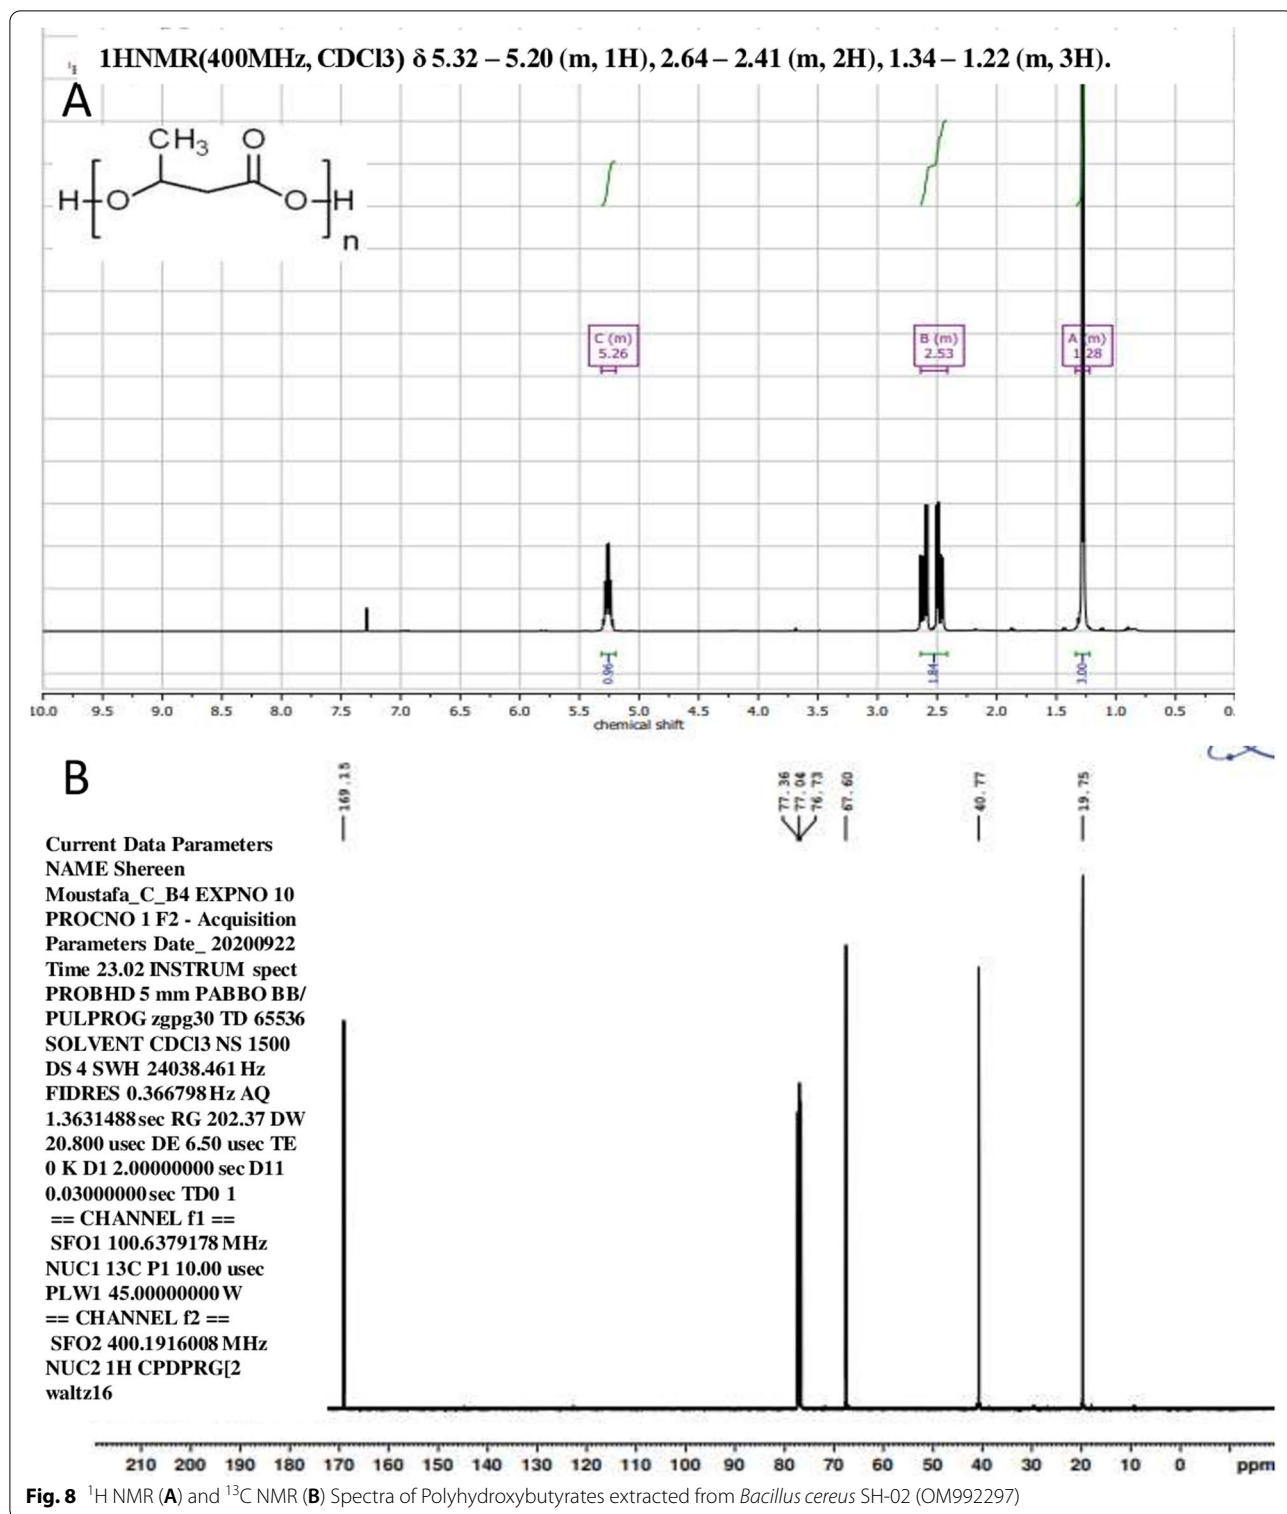 1HNMR(400MHz, CDCl3) δ 5.32 – 5.20 (m, 1H), 2.64 – 2.41 (m, 2H), 1.34 – 1.22 (m, 3H).
A
CH3 O
H O O H
n
C (m)
5.26
B (m)
2.53
A (m)
1.28
0.96
1.84
3.00
10.0 9.5 9.0 8.5 8.0 7.5 7.0 6.5 6.0 5.5 5.0 4.5 4.0 3.5 3.0 2.5 2.0 1.5 1.0 0.5 0.
chemical shift
B
169.15
77.36
77.04
76.73
67.60
40.77
19.75
Current Data Parameters
NAME Shereen
Moustafa_C_B4 EXPNO 10
PROCNO 1 F2 - Acquisition
Parameters Date_ 20200922
Time 23.02 INSTRUM spect
PROBHD 5 mm PABBO BB/
PULPROG zgpg30 TD 65536
SOLVENT CDCl3 NS 1500
DS 4 SWH 24038.461 Hz
FIDRES 0.366798 Hz AQ
1.3631488 sec RG 202.37 DW
20.800 usec DE 6.50 usec TE
0 K D1 2.00000000 sec D11
0.03000000 sec TD0 1
== CHANNEL f1 ==
SFO1 100.6379178 MHz
NUC1 13C P1 10.00 usec
PLW1 45.00000000 W
== CHANNEL f2 ==
SFO2 400.1916008 MHz
NUC2 1H CPDPRG[2
waltz16
210 200 190 180 170 160 150 140 130 120 110 100 90 80 70 60 50 40 30 20 10 0 ppm
Fig. 8 ¹H NMR (A) and ¹³C NMR (B) Spectra of Polyhydroxybutyrates extracted from Bacillus cereus SH-02 (OM992297)